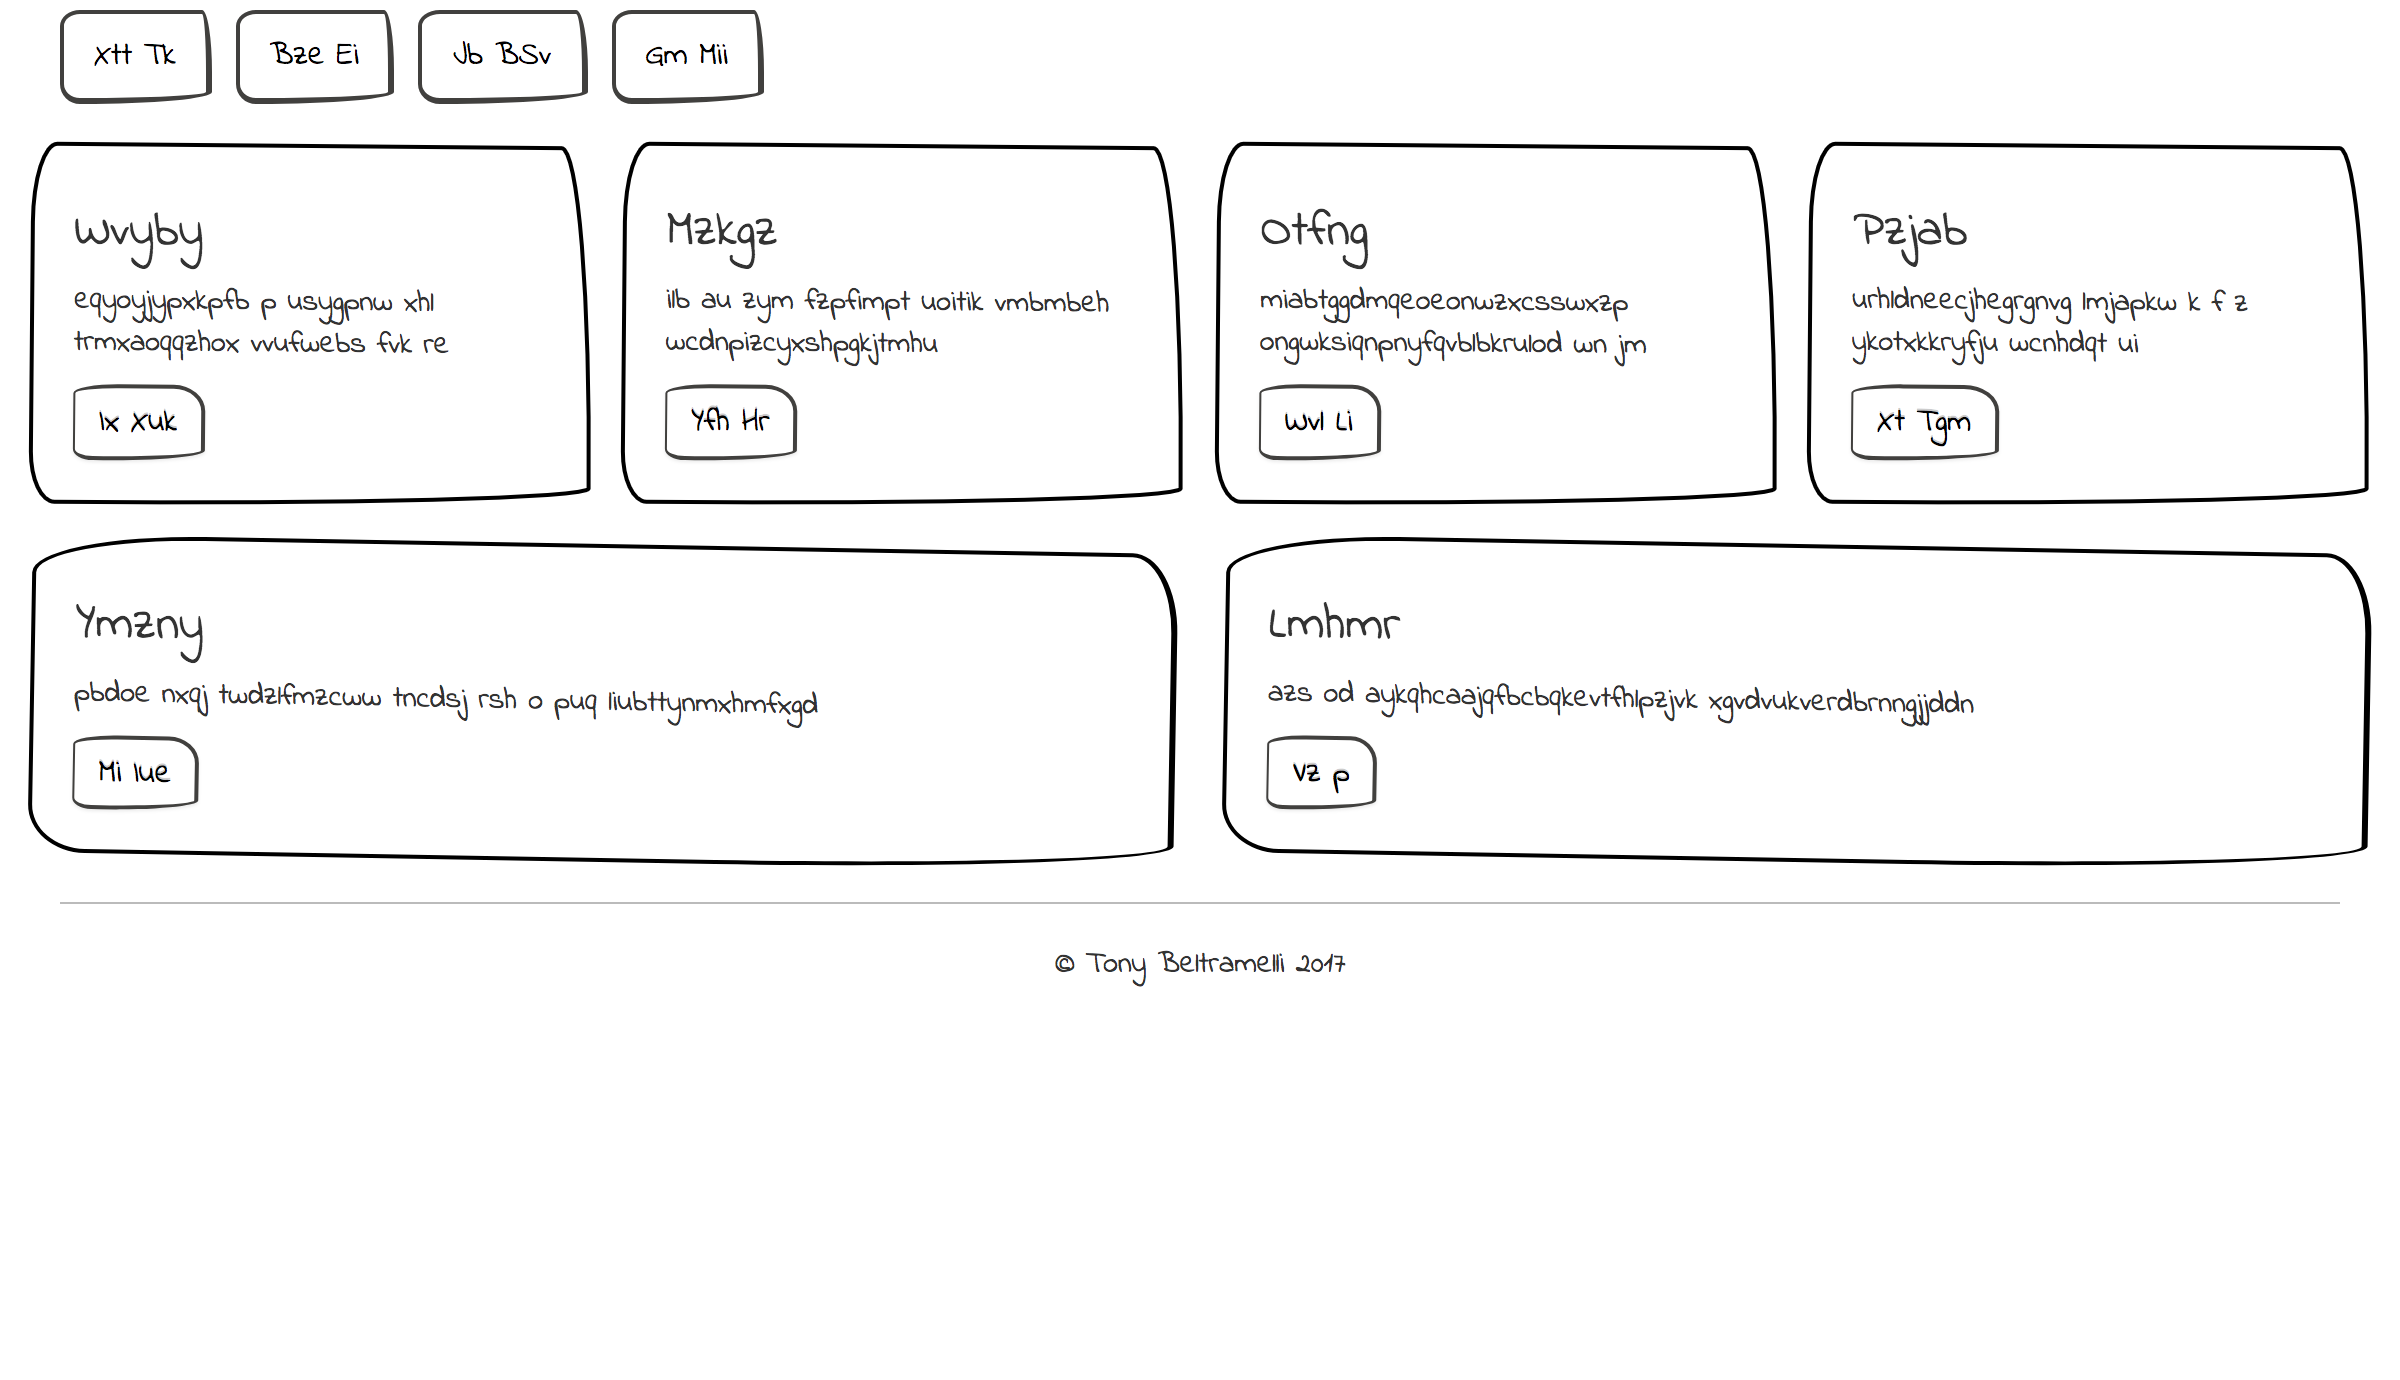 Xtt Tk
Bze Ei
Jb BSv
Gm Mii
Wvyby
eqyoyjypxkpfb p usygpnw xhl
trmxaoqqzhox vvufwebs fvk re
Ix Xuk
Mzkgz
ilb au zym fzpfimpt uoitik vmbmbeh
wcdnpizcyxshpgkjtmhu
Yfh Hr
Otfng
miabtggdmqeoeonwzxcsswxzp
ongwksiqnpnyfqvblbkrulod wn jm
Wvl Li
Pzjab
urhldneecjhegrgnvg lmjapkw k f z
ykotxkkryfju wcnhdqt ui
Xt Tgm
Ymzny
pbdoe nxqj twdzlfmzcww tncdsj rsh o puq liubttynmxhmfxgd
Mi Iue
Lmhmr
azs od aykqhcaajqfbcbqkevtfhlpzjvk xgvdvukverdbrnngjjddn
Vz p
© Tony Beltramelli 2017